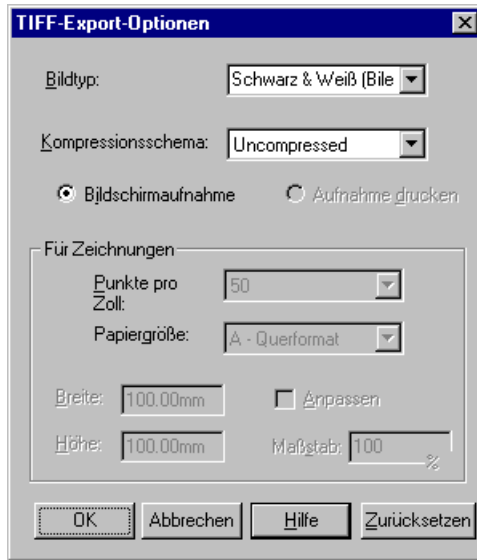 TIFF-Export-Optionen
Bildtyp: Schwarz & Weiß (Bile
Kompressionsschema: Uncompressed
Bildschirmaufnahme Aufnahme drucken
Für Zeichnungen
Punkte pro Zoll: 50
Papiergröße: A - Querformat
Breite: 100.00mm Anpassen
Höhe: 100.00mm Maßstab: 100 %
OK Abbrechen Hilfe Zurücksetzen